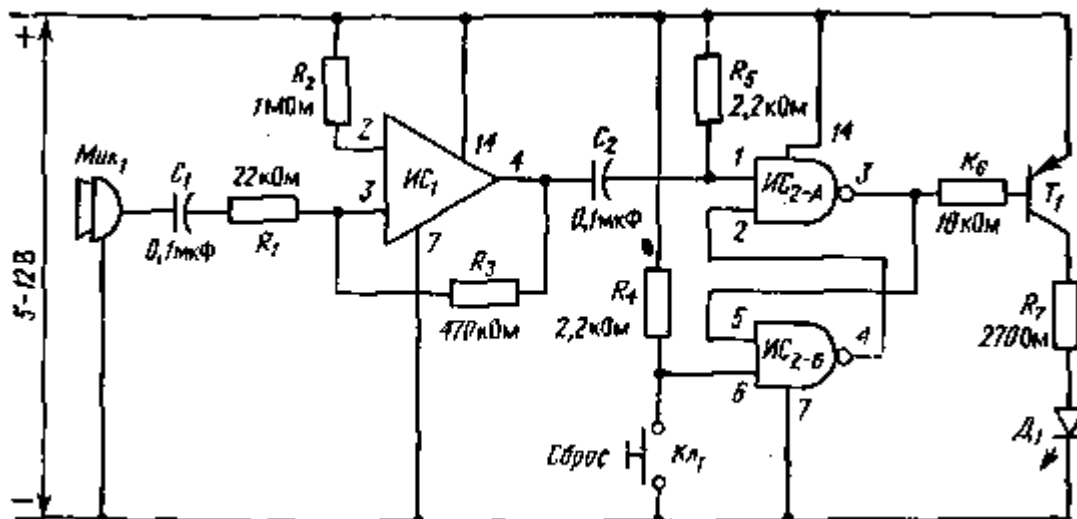 +
5-12В
Мик₁
C₁
0,1мкФ
22кОм
R₁
R₂
1МОм
2
3
ИС₁
14
4
7
R₃
470кОм
C₂
0,1мкФ
R₄
2,2кОм
Сброс
Кл₁
R₅
2,2кОм
14
1
ИС₂₋А
3
2
5
ИС₂₋Б
4
6
7
R₆
10кОм
T₁
R₇
270Ом
Д₁